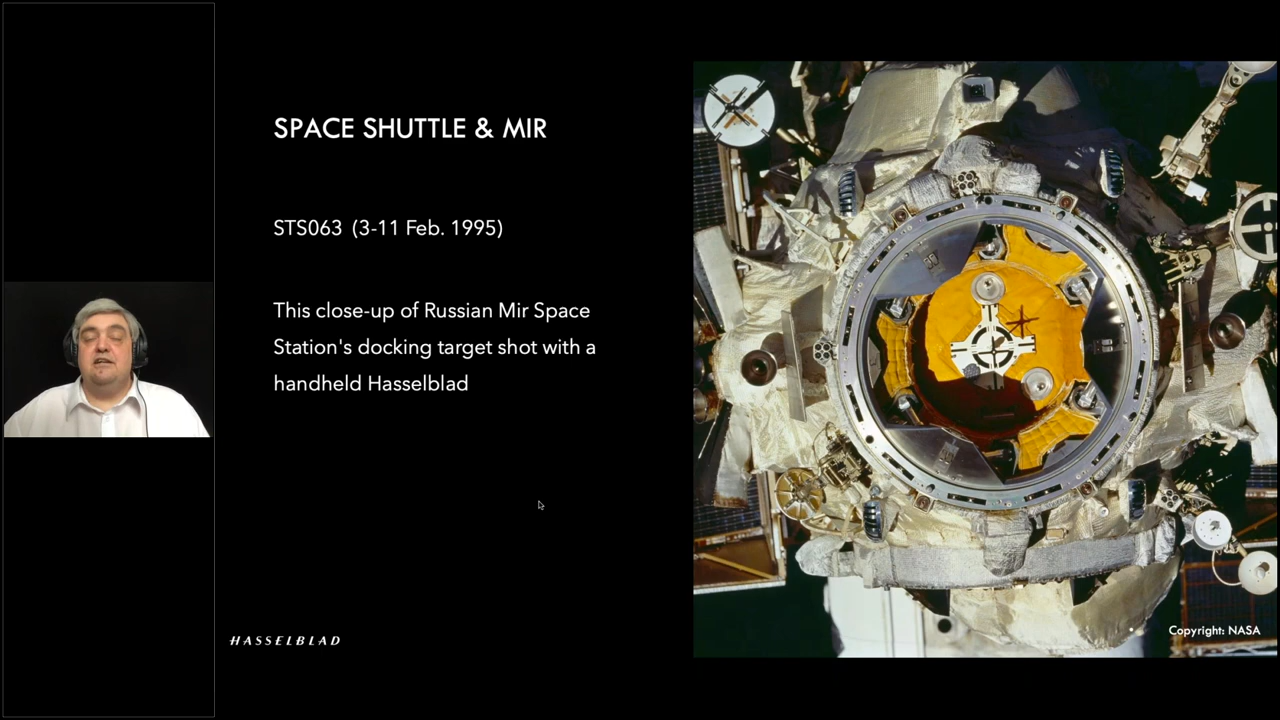 SPACE SHUTTLE & MIR
STS063 (3-11 Feb. 1995)
This close-up of Russian Mir Space
Station's docking target shot with a
handheld Hasselblad
HASSELBLAD
Copyright: NASA